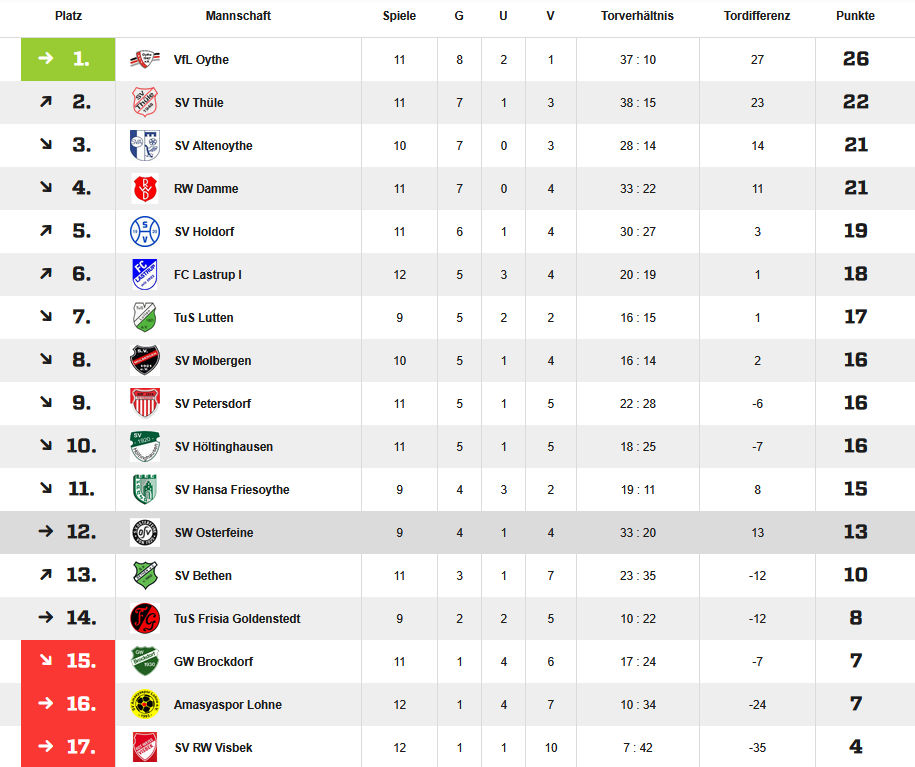 Platz Mannschaft Spiele G U V Torverhältnis Tordifferenz Punkte
1. VfL Oythe 11 8 2 1 37 : 10 27 26
2. SV Thüle 11 7 1 3 38 : 15 23 22
3. SV Altenoythe 10 7 0 3 28 : 14 14 21
4. RW Damme 11 7 0 4 33 : 22 11 21
5. SV Holdorf 11 6 1 4 30 : 27 3 19
6. FC Lastrup I 12 5 3 4 20 : 19 1 18
7. TuS Lutten 9 5 2 2 16 : 15 1 17
8. SV Molbergen 10 5 1 4 16 : 14 2 16
9. SV Petersdorf 11 5 1 5 22 : 28 -6 16
10. SV Höltinghausen 11 5 1 5 18 : 25 -7 16
11. SV Hansa Friesoythe 9 4 3 2 19 : 11 8 15
12. SW Osterfeine 9 4 1 4 33 : 20 13 13
13. SV Bethen 11 3 1 7 23 : 35 -12 10
14. TuS Frisia Goldenstedt 9 2 2 5 10 : 22 -12 8
15. GW Brockdorf 11 1 4 6 17 : 24 -7 7
16. Amasyaspor Lohne 12 1 4 7 10 : 34 -24 7
17. SV RW Visbek 12 1 1 10 7 : 42 -35 4